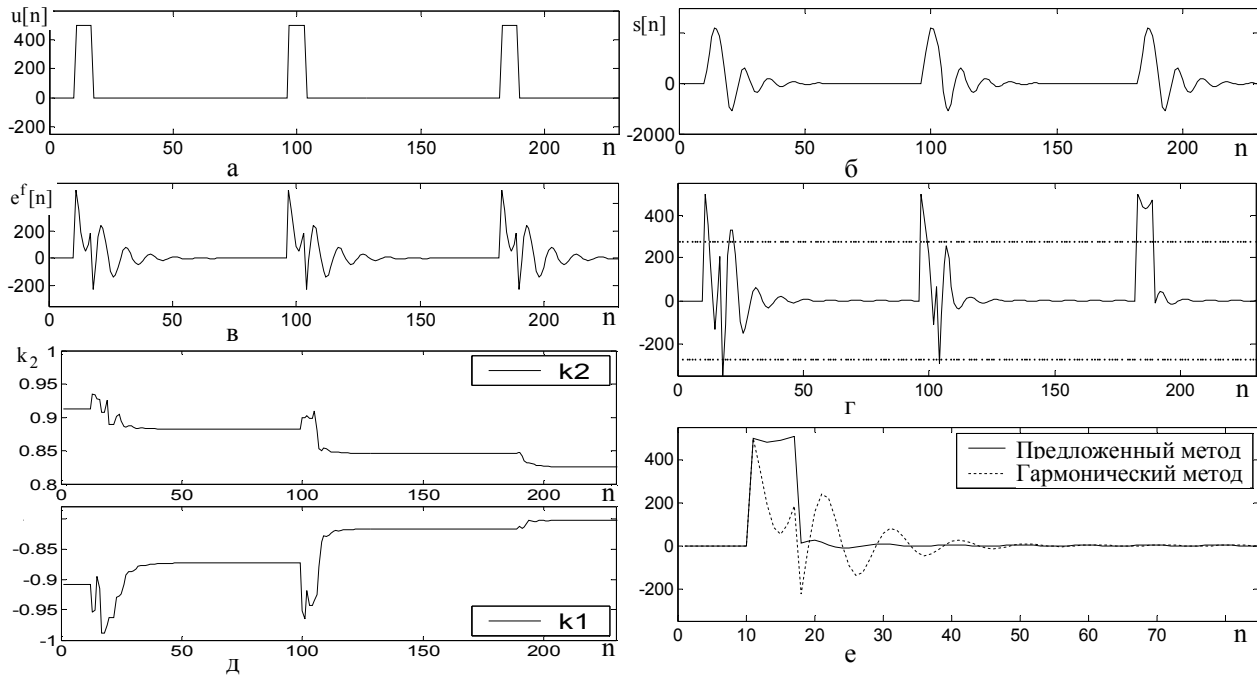 u[n]
400
200
0
-200
0 50 100 150 200 n
а
s[n]
0
-2000
0 50 100 150 200 n
б
e^f[n]
200
0
-200
0 50 100 150 200 n
в
400
200
0
-200
0 50 100 150 200 n
г
k₂
1
0.95
0.9
0.85
0.8
k2
0 50 100 150 200 n
-0.85
-0.9
-0.95
-1
k1
0 50 100 150 200 n
д
400
200
0
-200
Предложенный метод
Гармонический метод
0 10 20 30 40 50 60 70 n
е